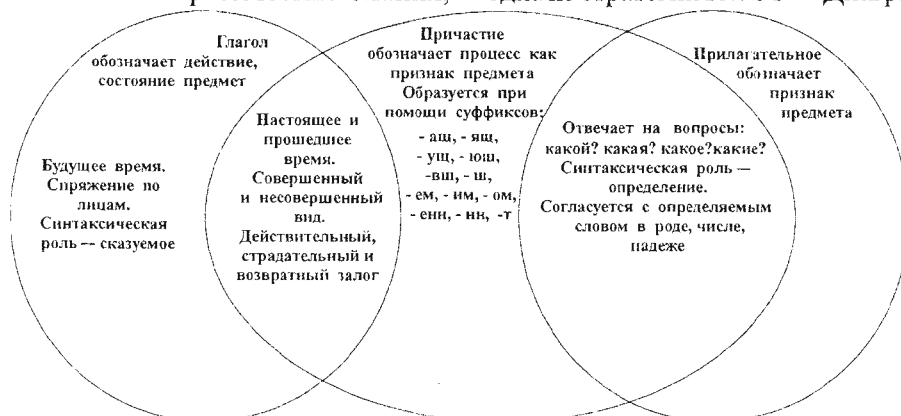 Глагол
обозначает действие,
состояние предмет
Будущее время.
Спряжение по
лицам.
Синтаксическая
роль — сказуемое
Настоящее и
прошедшее
время.
Совершенный
и несовершенный
вид.
Действительный,
страдательный и
возвратный залог
Причастие
обозначает процесс как
признак предмета
Образуется при
помощи суффиксов:
- ащ, - ящ,
- ущ, - ющ,
-вш, - ш,
- ем, - им, - ом,
- енн, - нн, -т
Отвечает на вопросы:
какой? какая? какое?какие?
Синтаксическая роль —
определение.
Согласуется с определяемым
словом в роде, числе,
падеже
Прилагательное
обозначает
признак
предмета